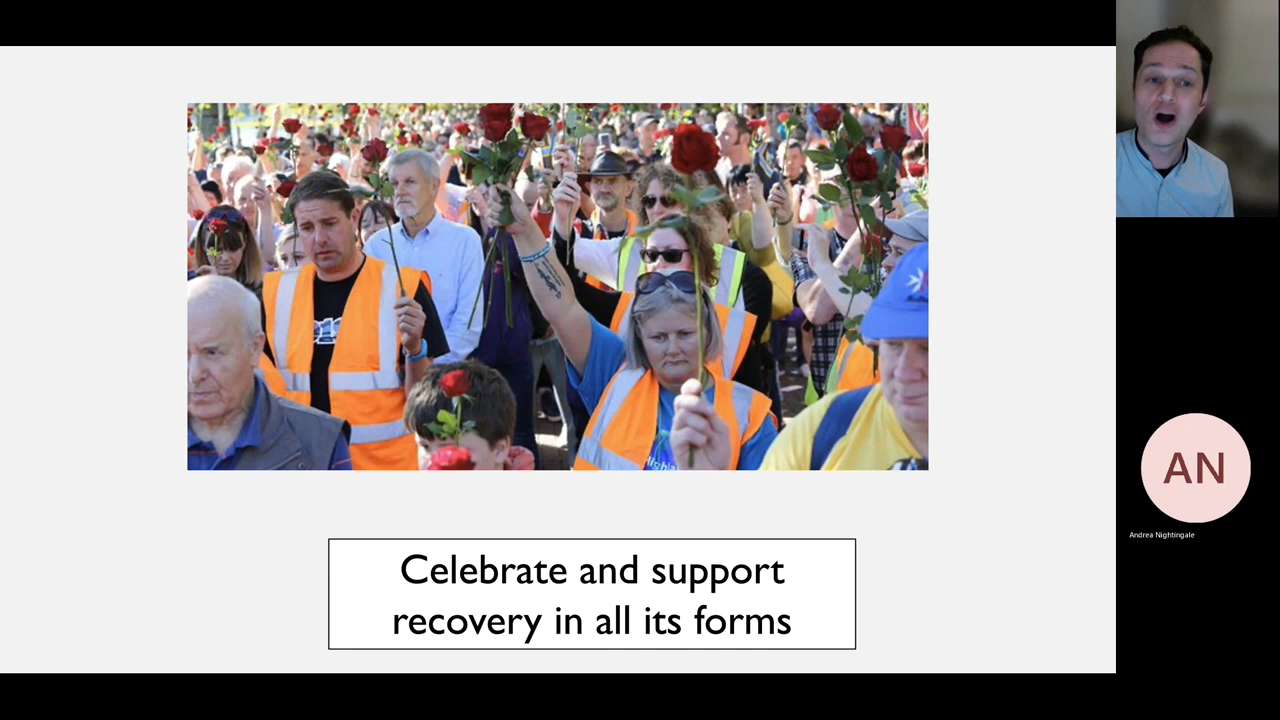 Celebrate and support
recovery in all its forms
AN
Andrea Nightingale